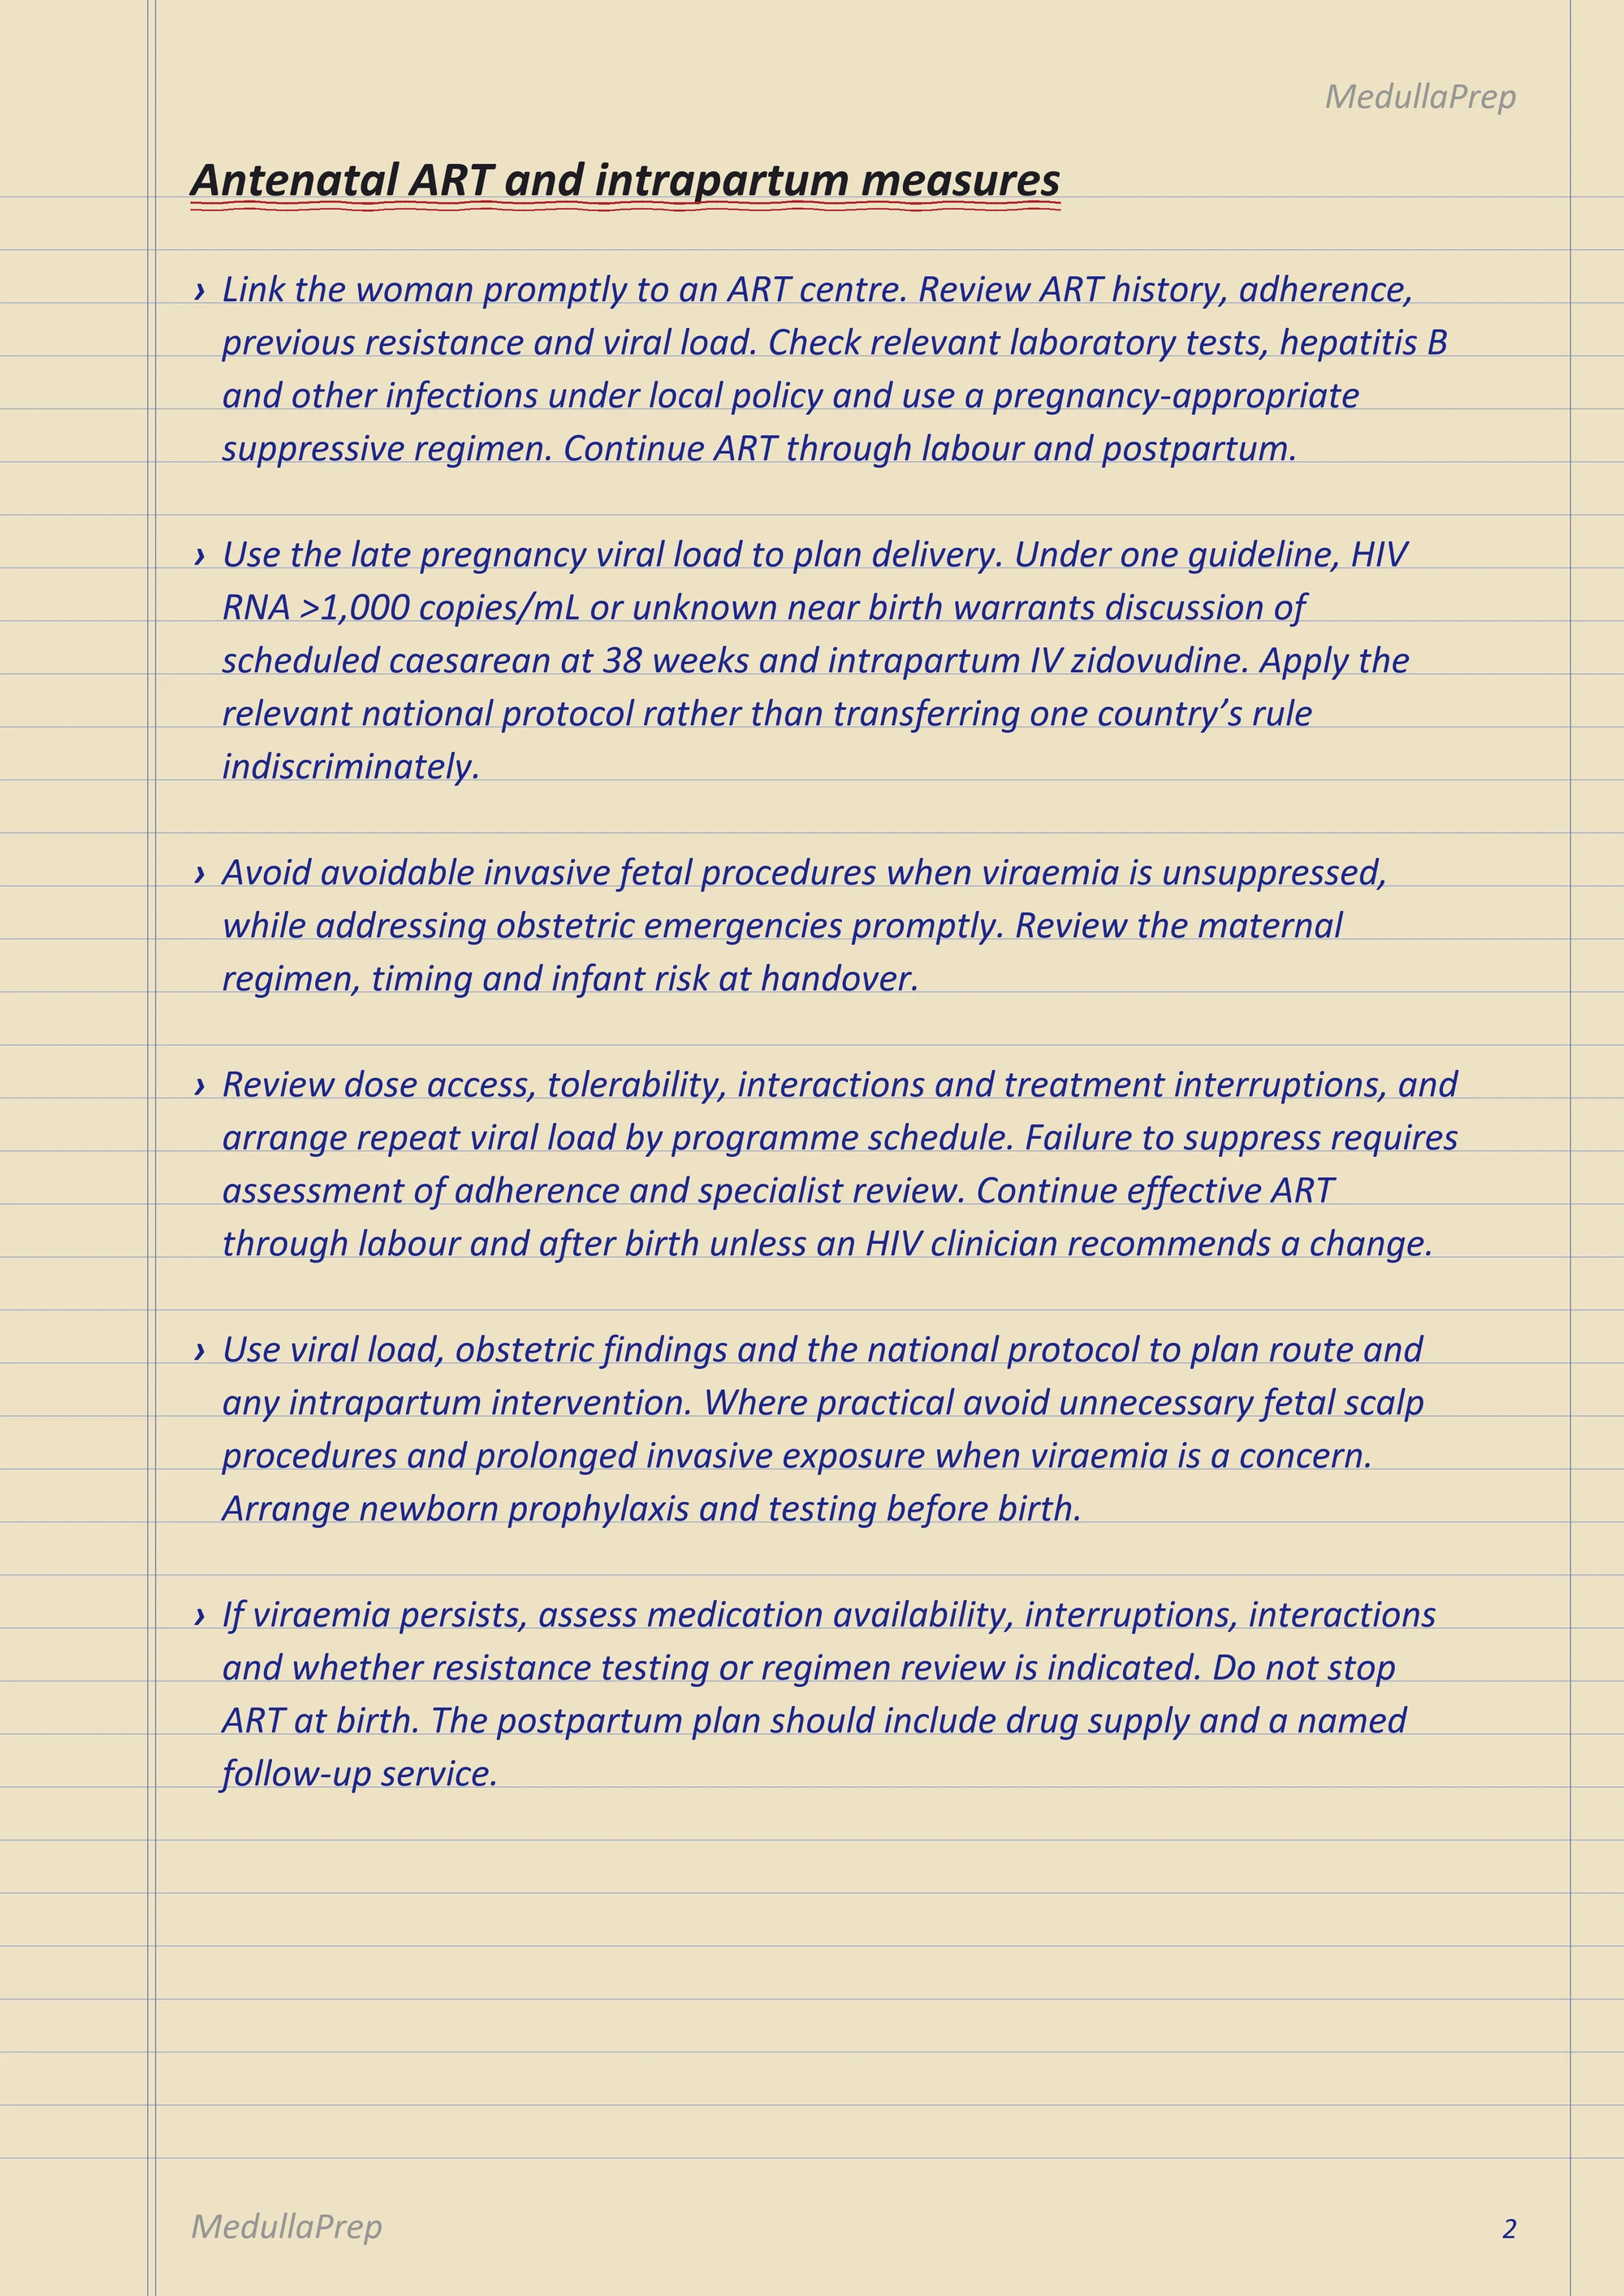 MedullaPrep
Antenatal ART and intrapartum measures
› Link the woman promptly to an ART centre. Review ART history, adherence,
previous resistance and viral load. Check relevant laboratory tests, hepatitis B
and other infections under local policy and use a pregnancy-appropriate
suppressive regimen. Continue ART through labour and postpartum.
› Use the late pregnancy viral load to plan delivery. Under one guideline, HIV
RNA >1,000 copies/mL or unknown near birth warrants discussion of
scheduled caesarean at 38 weeks and intrapartum IV zidovudine. Apply the
relevant national protocol rather than transferring one country’s rule
indiscriminately.
› Avoid avoidable invasive fetal procedures when viraemia is unsuppressed,
while addressing obstetric emergencies promptly. Review the maternal
regimen, timing and infant risk at handover.
› Review dose access, tolerability, interactions and treatment interruptions, and
arrange repeat viral load by programme schedule. Failure to suppress requires
assessment of adherence and specialist review. Continue effective ART
through labour and after birth unless an HIV clinician recommends a change.
› Use viral load, obstetric findings and the national protocol to plan route and
any intrapartum intervention. Where practical avoid unnecessary fetal scalp
procedures and prolonged invasive exposure when viraemia is a concern.
Arrange newborn prophylaxis and testing before birth.
› If viraemia persists, assess medication availability, interruptions, interactions
and whether resistance testing or regimen review is indicated. Do not stop
ART at birth. The postpartum plan should include drug supply and a named
follow-up service.
MedullaPrep
2